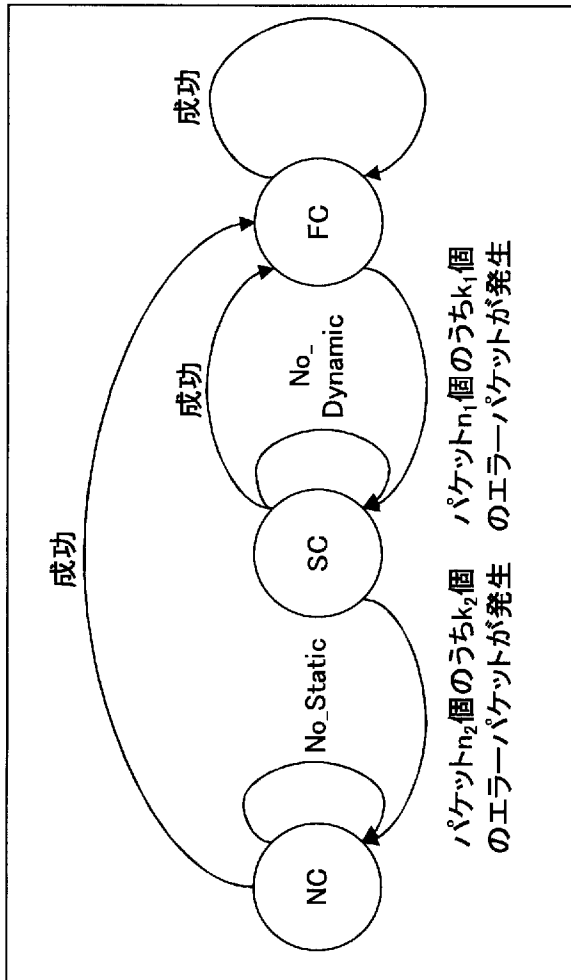 成功
成功
成功
NC
No_Static
SC
No_
Dynamic
FC
パケットn₂個のうちk₂個
のエラーパケットが発生
パケットn₁個のうちk₁個
のエラーパケットが発生